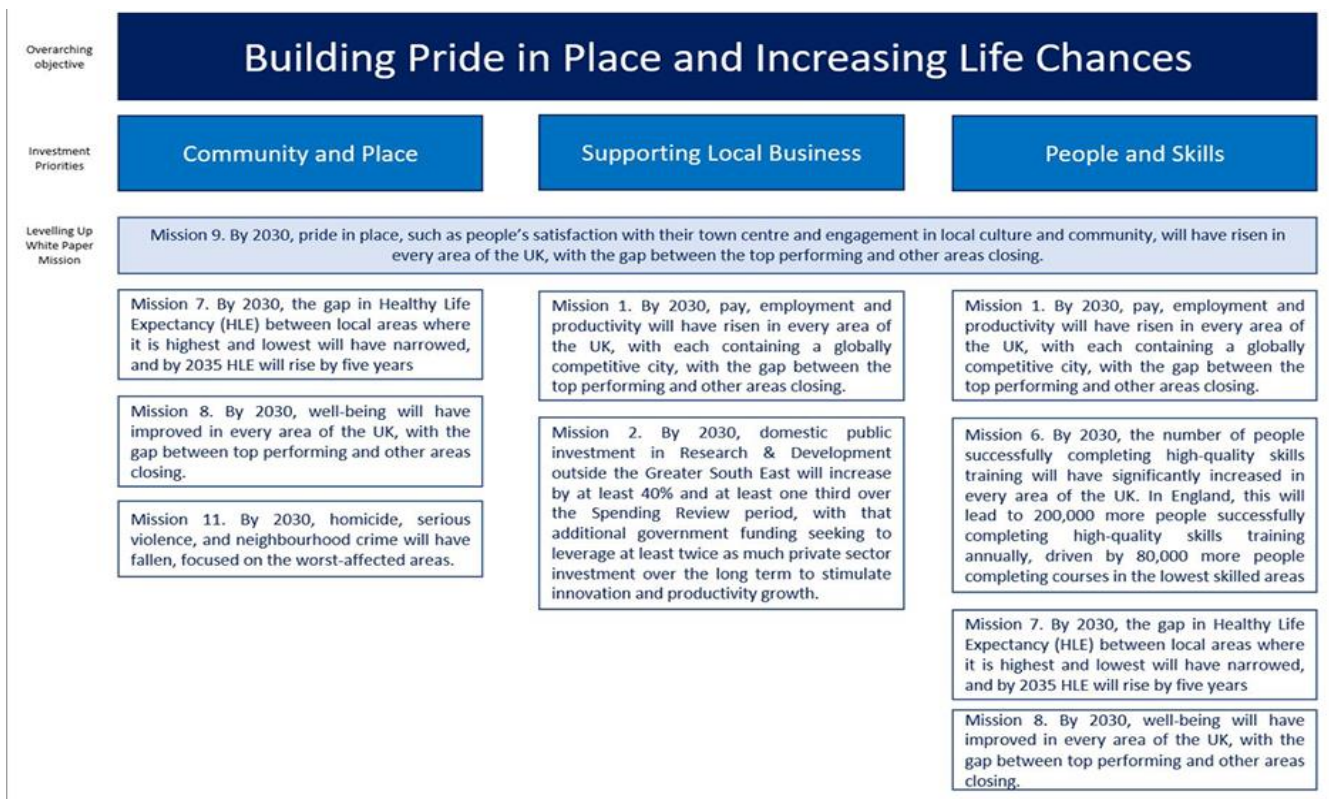 Overarching
objective
Building Pride in Place and Increasing Life Chances
Investment
Priorities
Community and Place
Supporting Local Business
People and Skills
Levelling Up
White Paper
Mission
Mission 9. By 2030, pride in place, such as people's satisfaction with their town centre and engagement in local culture and community, will have risen in
every area of the UK, with the gap between the top performing and other areas closing.
Mission 7. By 2030, the gap in Healthy Life
Expectancy (HLE) between local areas where
it is highest and lowest will have narrowed,
and by 2035 HLE will rise by five years
Mission 8. By 2030, well-being will have
improved in every area of the UK, with the
gap between top performing and other areas
closing.
Mission 11. By 2030, homicide, serious
violence, and neighbourhood crime will have
fallen, focused on the worst-affected areas.
Mission 1. By 2030, pay, employment and
productivity will have risen in every area of
the UK, with each containing a globally
competitive city, with the gap between the
top performing and other areas closing.
Mission 2. By 2030, domestic public
investment in Research & Development
outside the Greater South East will increase
by at least 40% and at least one third over
the Spending Review period, with that
additional government funding seeking to
leverage at least twice as much private sector
investment over the long term to stimulate
innovation and productivity growth.
Mission 1. By 2030, pay, employment and
productivity will have risen in every area of
the UK, with each containing a globally
competitive city, with the gap between the
top performing and other areas closing.
Mission 6. By 2030, the number of people
successfully completing high-quality skills
training will have significantly increased in
every area of the UK. In England, this will
lead to 200,000 more people successfully
completing high-quality skills training
annually, driven by 80,000 more people
completing courses in the lowest skilled areas
Mission 7. By 2030, the gap in Healthy Life
Expectancy (HLE) between local areas where
it is highest and lowest will have narrowed,
and by 2035 HLE will rise by five years
Mission 8. By 2030, well-being will have
improved in every area of the UK, with the
gap between top performing and other areas
closing.